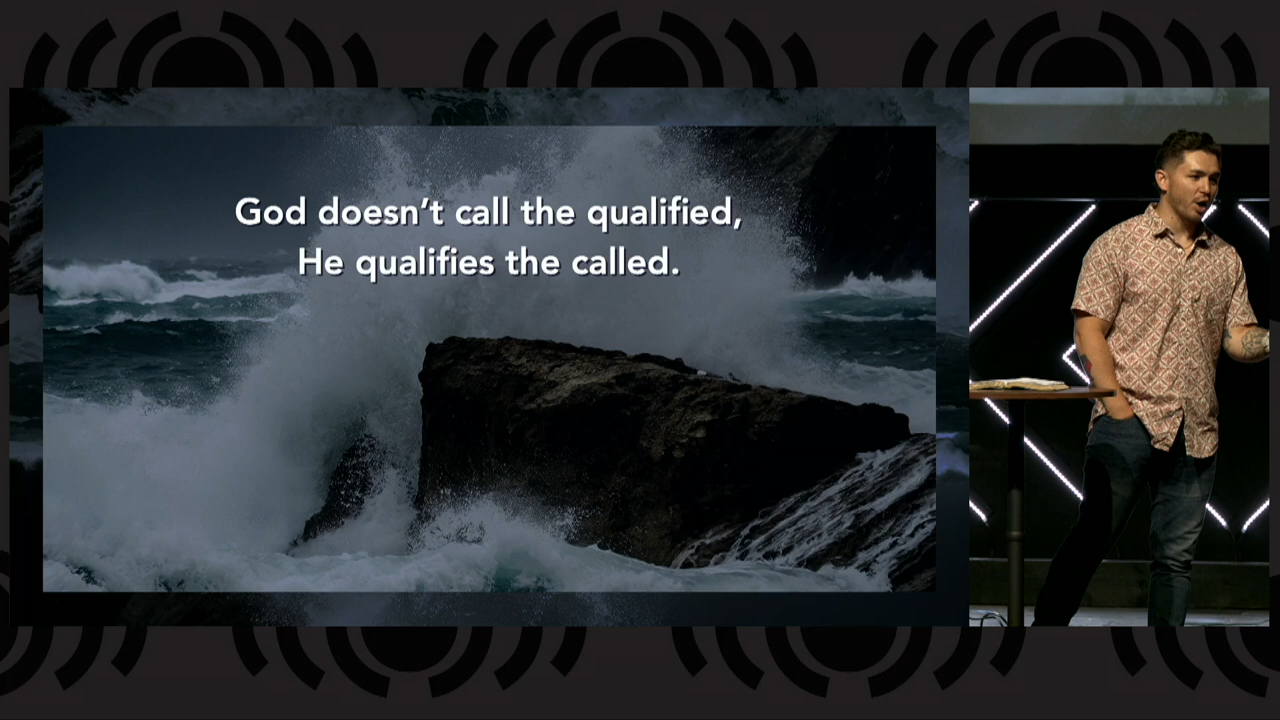 God doesn’t call the qualified,
He qualifies the called.